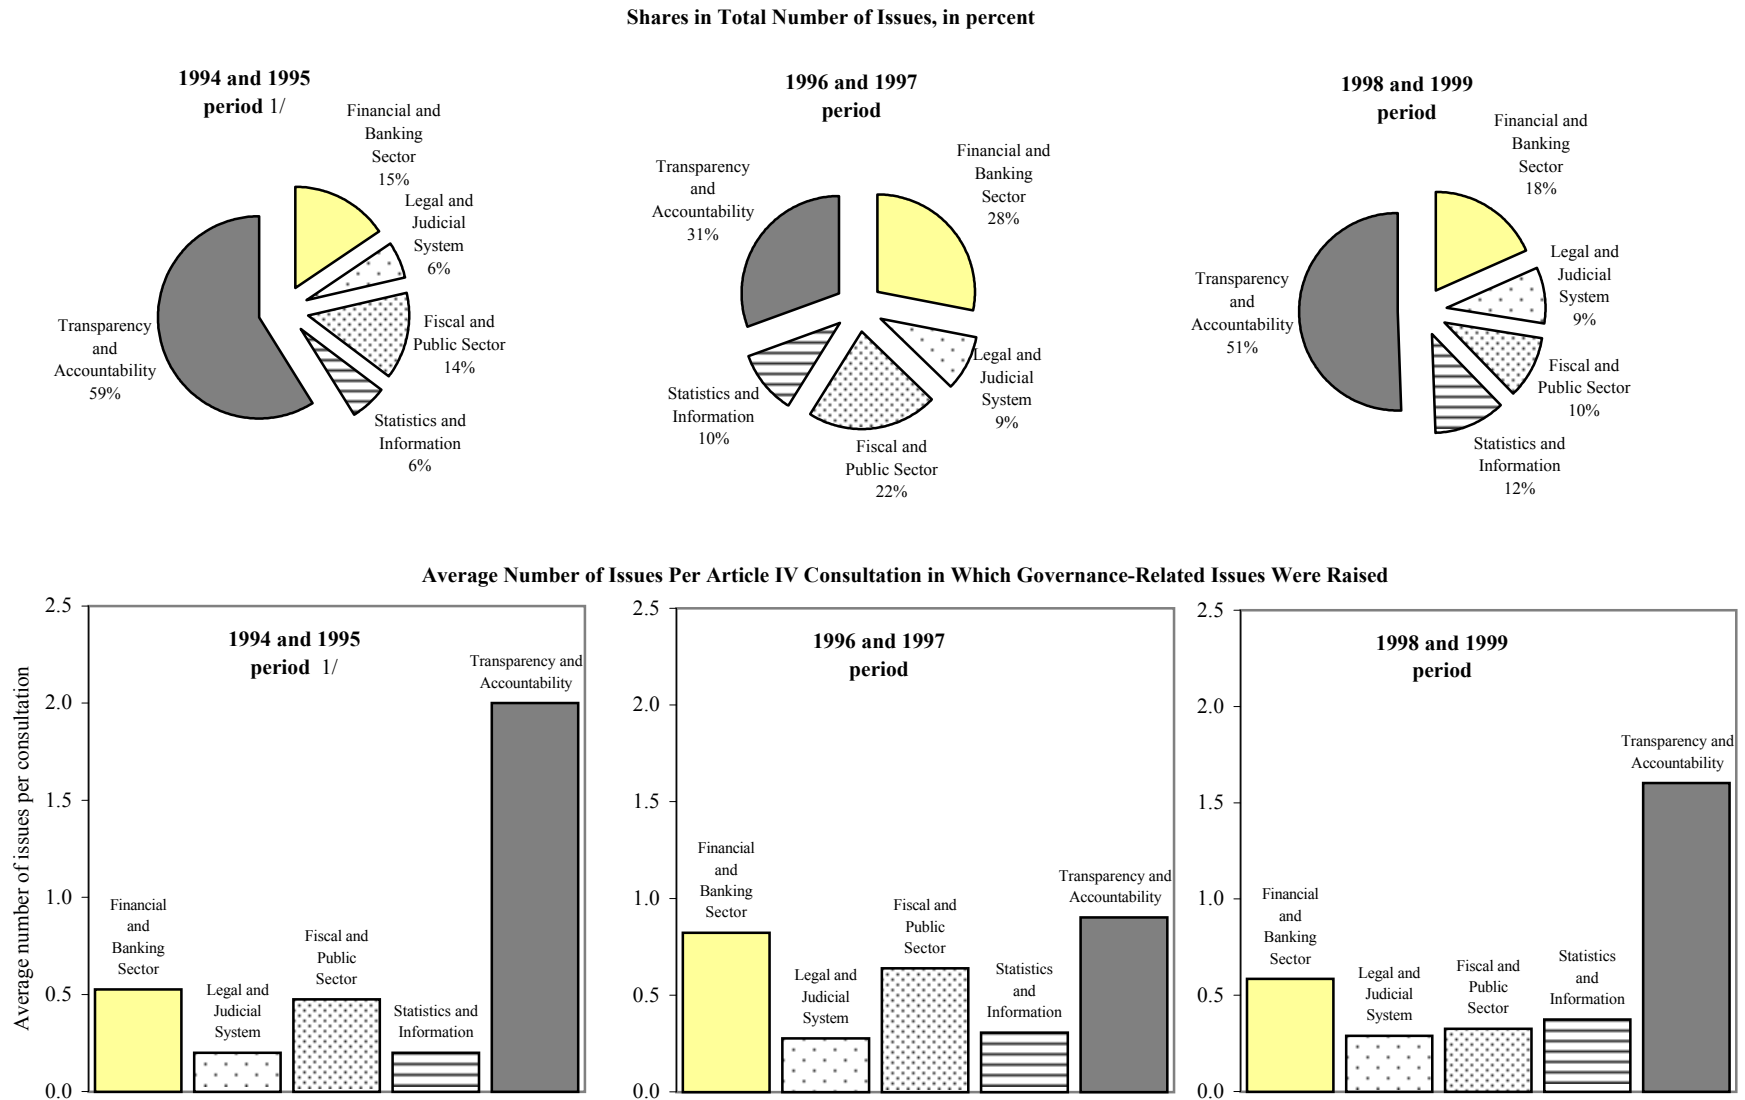 Shares in Total Number of Issues, in percent
1994 and 1995
period 1/
Financial and
Banking
Sector
15%
Legal and
Judicial
System
6%
Fiscal and
Public Sector
14%
Statistics and
Information
6%
Transparency
and
Accountability
59%
1996 and 1997
period
Financial and
Banking
Sector
28%
Legal and
Judicial
System
9%
Fiscal and
Public Sector
22%
Statistics and
Information
10%
Transparency
and
Accountability
31%
1998 and 1999
period
Financial and
Banking
Sector
18%
Legal and
Judicial
System
9%
Fiscal and
Public Sector
10%
Statistics and
Information
12%
Transparency
and
Accountability
51%
Average Number of Issues Per Article IV Consultation in Which Governance-Related Issues Were Raised
Average number of issues per consultation
2.5
2.0
1.5
1.0
0.5
0.0
1994 and 1995
period 1/
Financial
and
Banking
Sector
Legal and
Judicial
System
Fiscal and
Public
Sector
Statistics and
Information
Transparency and
Accountability
2.5
2.0
1.5
1.0
0.5
0.0
1996 and 1997
period
Financial
and
Banking
Sector
Legal and
Judicial
System
Fiscal and
Public
Sector
Statistics
and
Information
Transparency and
Accountability
2.5
2.0
1.5
1.0
0.5
0.0
1998 and 1999
period
Financial
and
Banking
Sector
Legal and
Judicial
System
Fiscal and
Public
Sector
Statistics
and
Information
Transparency and
Accountability